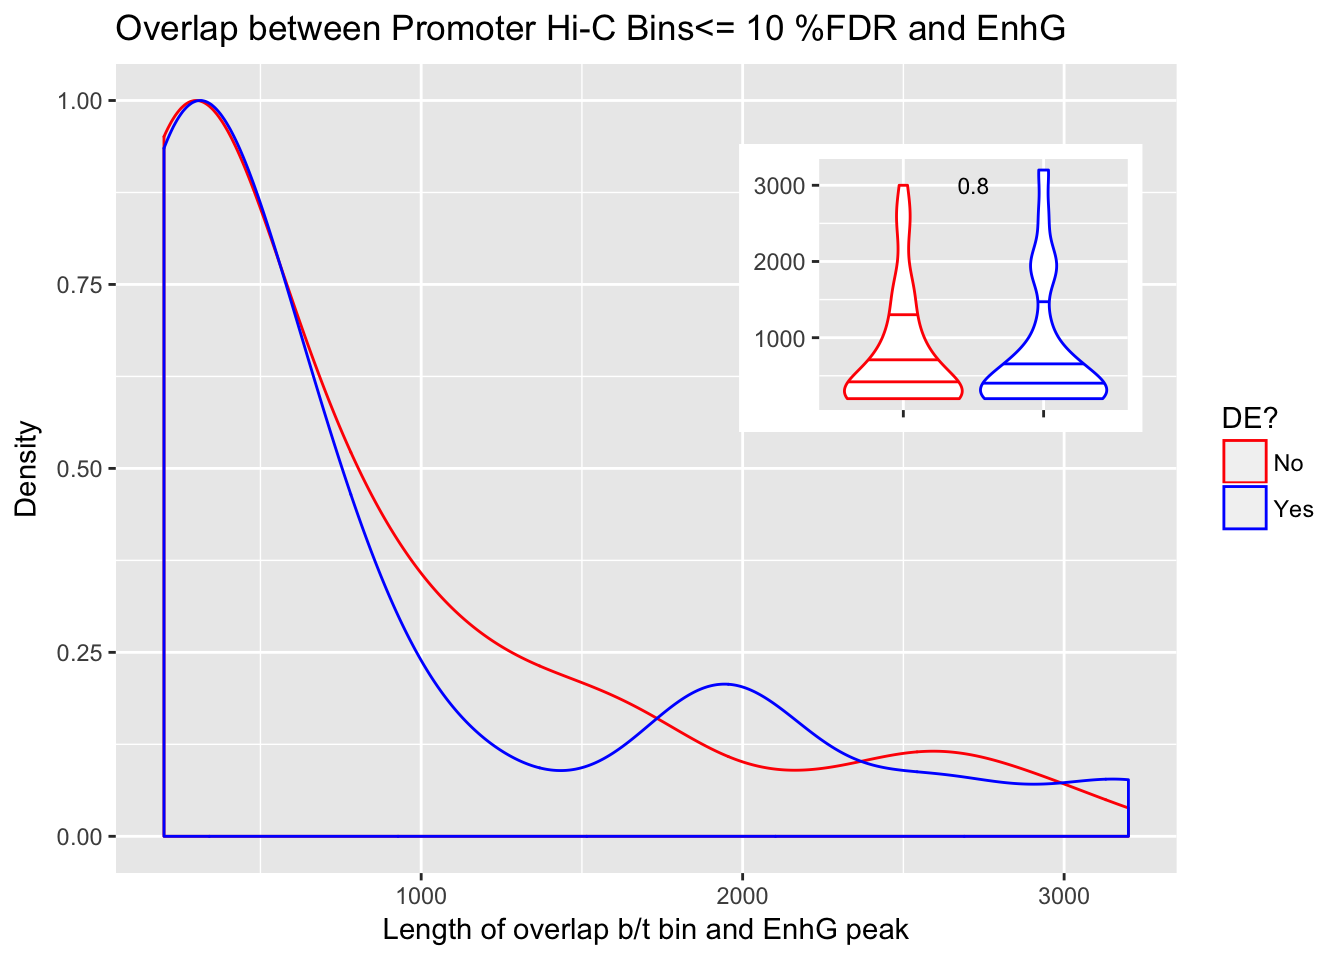 Overlap between Promoter Hi-C Bins<= 10 %FDR and EnhG
1.00
0.75
0.50
0.25
0.00
Density
1000
2000
3000
Length of overlap b/t bin and EnhG peak
3000
2000
1000
0.8
DE?
No
Yes